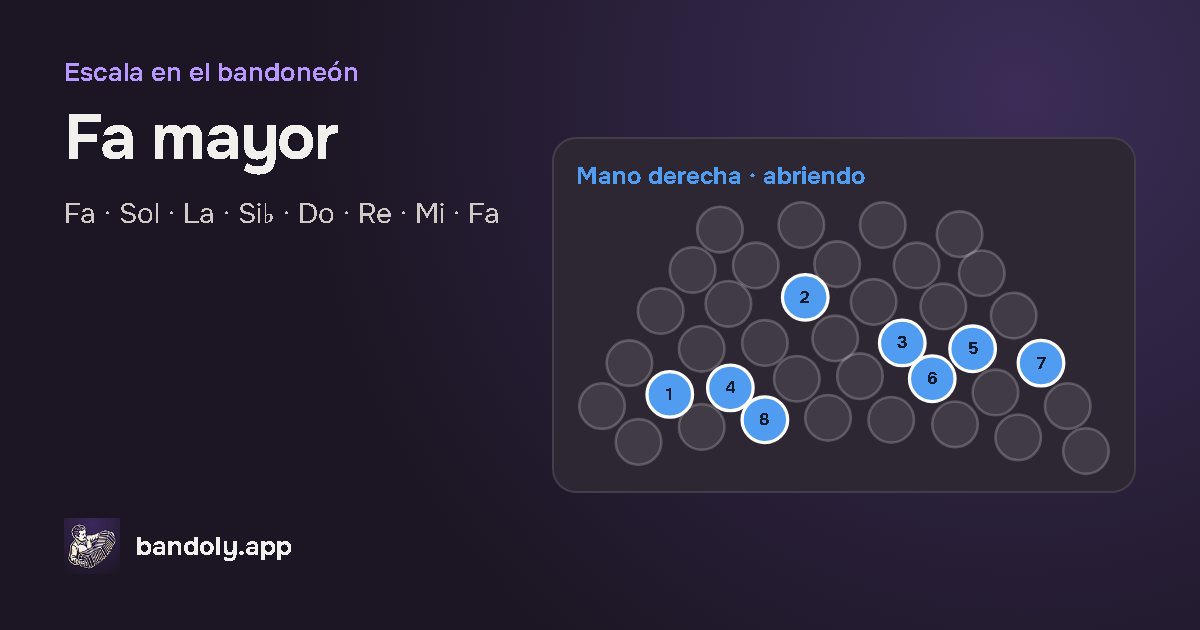 Escala en el bandoneón
Fa mayor
Fa · Sol · La · Si♭ · Do · Re · Mi · Fa
Mano derecha · abriendo
2
3
5
7
6
1
4
8
bandoly.app